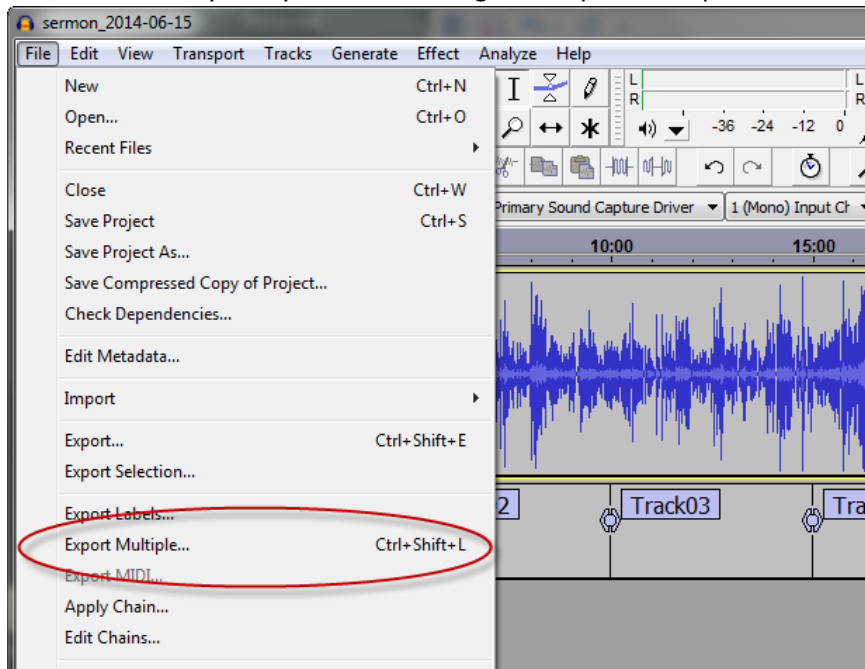 sermon_2014-06-15
File Edit View Transport Tracks Generate Effect Analyze Help
New Ctrl+N
Open... Ctrl+O
Recent Files
Close Ctrl+W
Save Project Ctrl+S
Save Project As...
Save Compressed Copy of Project...
Check Dependencies...
Edit Metadata...
Import
Export... Ctrl+Shift+E
Export Selection...
Export Labels...
Export Multiple... Ctrl+Shift+L
Export MIDI...
Apply Chain...
Edit Chains...
L L
R R
-36 -24 -12 0
Primary Sound Capture Driver 1 (Mono) Input Ch
10:00 15:00
2 Track03 Tra